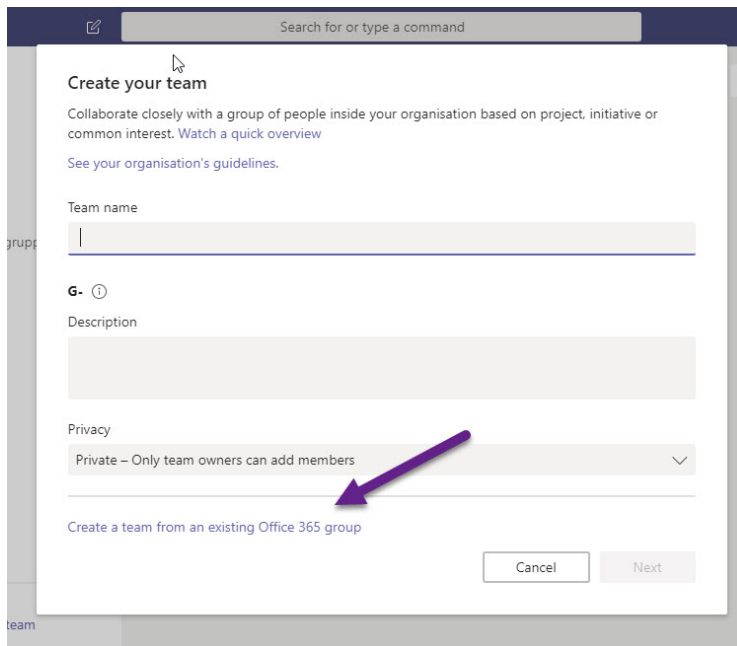 Search for or type a command
Create your team
Collaborate closely with a group of people inside your organisation based on project, initiative or
common interest. Watch a quick overview
See your organisation's guidelines.
Team name
grupp
G-
Description
Privacy
Private – Only team owners can add members
Create a team from an existing Office 365 group
Cancel
Next
team